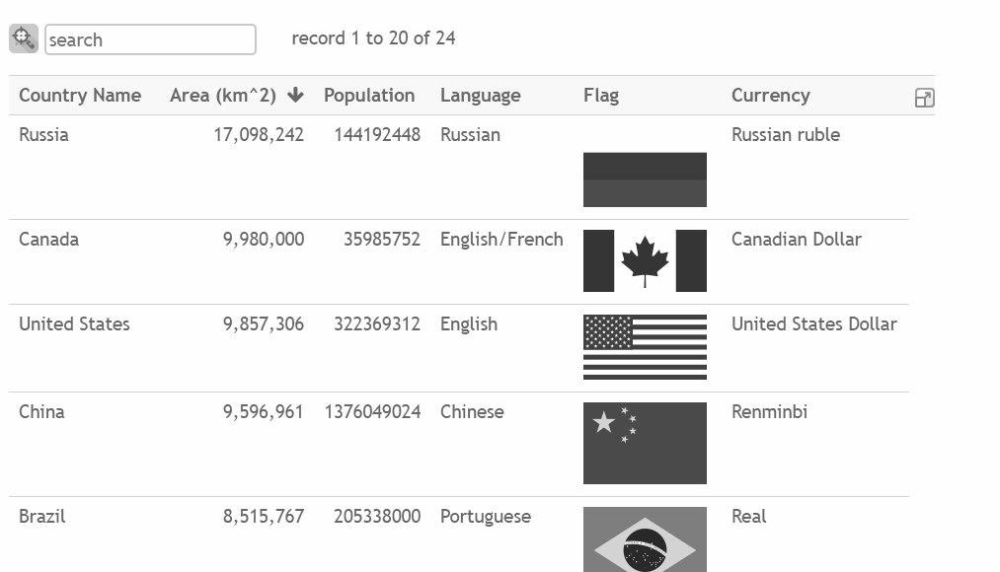 search record 1 to 20 of 24
Country Name Area (km^2) Population Language Flag Currency
Russia 17,098,242 144192448 Russian Russian ruble
Canada 9,980,000 35985752 English/French Canadian Dollar
United States 9,857,306 322369312 English United States Dollar
China 9,596,961 1376049024 Chinese Renminbi
Brazil 8,515,767 205338000 Portuguese Real